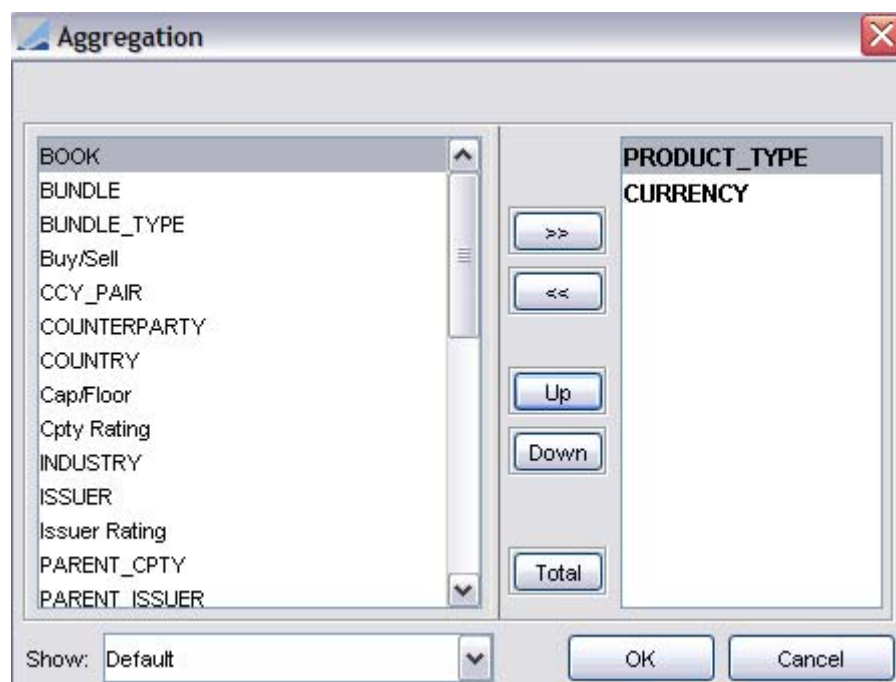 Aggregation
BOOK
BUNDLE
BUNDLE_TYPE
Buy/Sell
CCY_PAIR
COUNTERPARTY
COUNTRY
Cap/Floor
Cpty Rating
INDUSTRY
ISSUER
Issuer Rating
PARENT_CPTY
PARENT_ISSUER
>>
<<
Up
Down
Total
PRODUCT_TYPE
CURRENCY
Show: Default
OK
Cancel